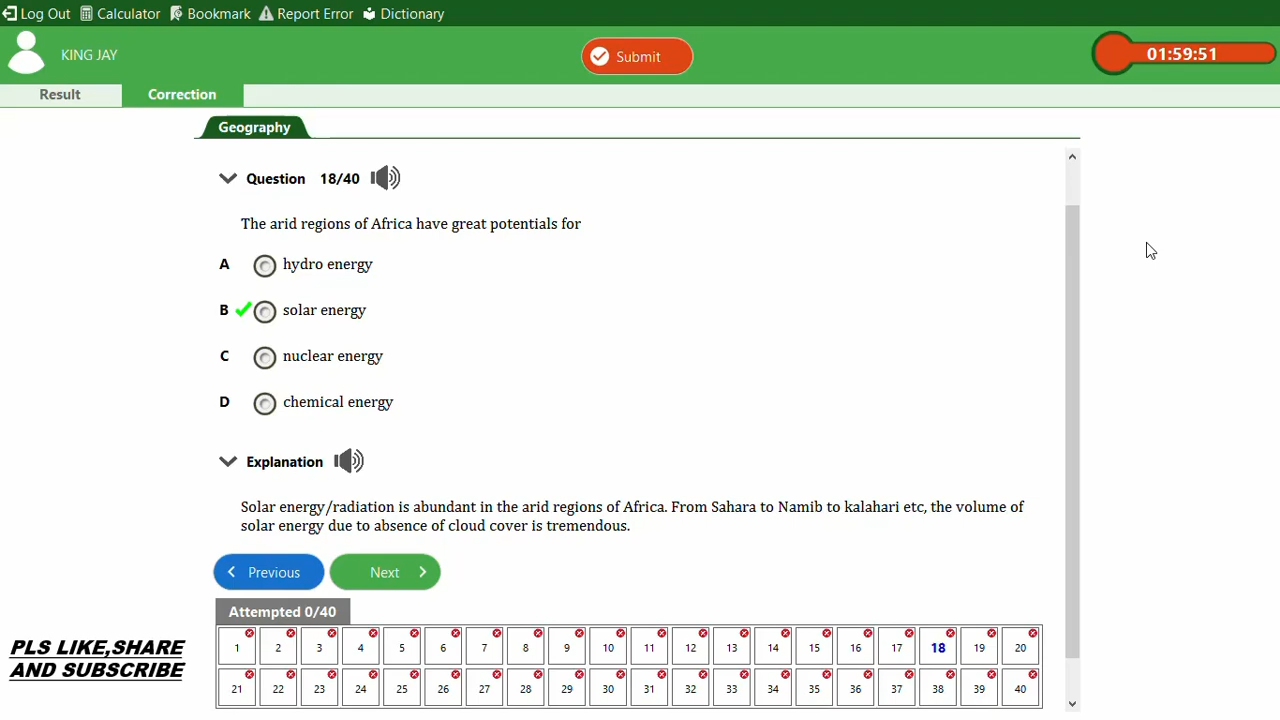 Log Out Calculator Bookmark Report Error Dictionary
KING JAY
Submit
01:59:51
Result Correction
Geography
Question 18/40
The arid regions of Africa have great potentials for
A hydro energy
B solar energy
C nuclear energy
D chemical energy
Explanation
Solar energy/radiation is abundant in the arid regions of Africa. From Sahara to Namib to kalahari etc, the volume of
solar energy due to absence of cloud cover is tremendous.
Previous Next
Attempted 0/40
1 2 3 4 5 6 7 8 9 10 11 12 13 14 15 16 17 18 19 20
21 22 23 24 25 26 27 28 29 30 31 32 33 34 35 36 37 38 39 40
PLS LIKE,SHARE
AND SUBSCRIBE